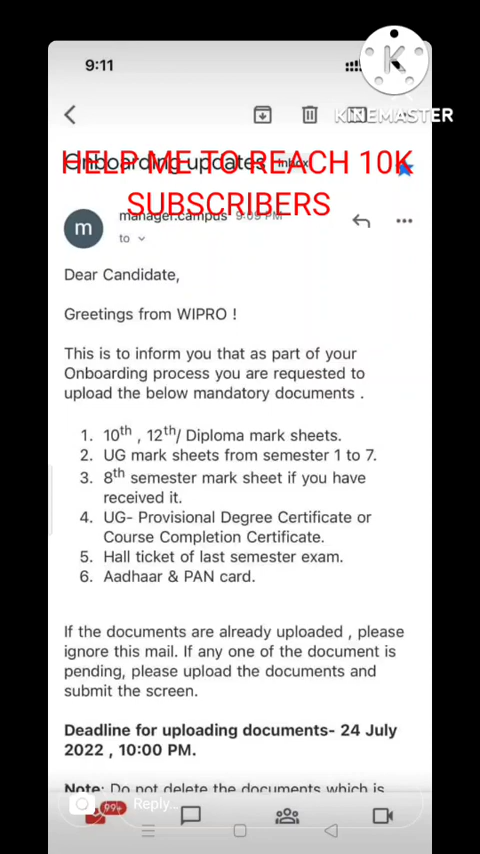 9:11
K
KINEMASTER
Onboarding updates Inbox
HELP ME TO REACH 10K
SUBSCRIBERS
m
manager.campus 9:09 PM
to
Dear Candidate,
Greetings from WIPRO !
This is to inform you that as part of your
Onboarding process you are requested to
upload the below mandatory documents .
1. 10th , 12th/ Diploma mark sheets.
2. UG mark sheets from semester 1 to 7.
3. 8th semester mark sheet if you have
received it.
4. UG- Provisional Degree Certificate or
Course Completion Certificate.
5. Hall ticket of last semester exam.
6. Aadhaar & PAN card.
If the documents are already uploaded , please
ignore this mail. If any one of the document is
pending, please upload the documents and
submit the screen.
Deadline for uploading documents- 24 July
2022 , 10:00 PM.
Note: Do not delete the documents which is
99+
Reply...